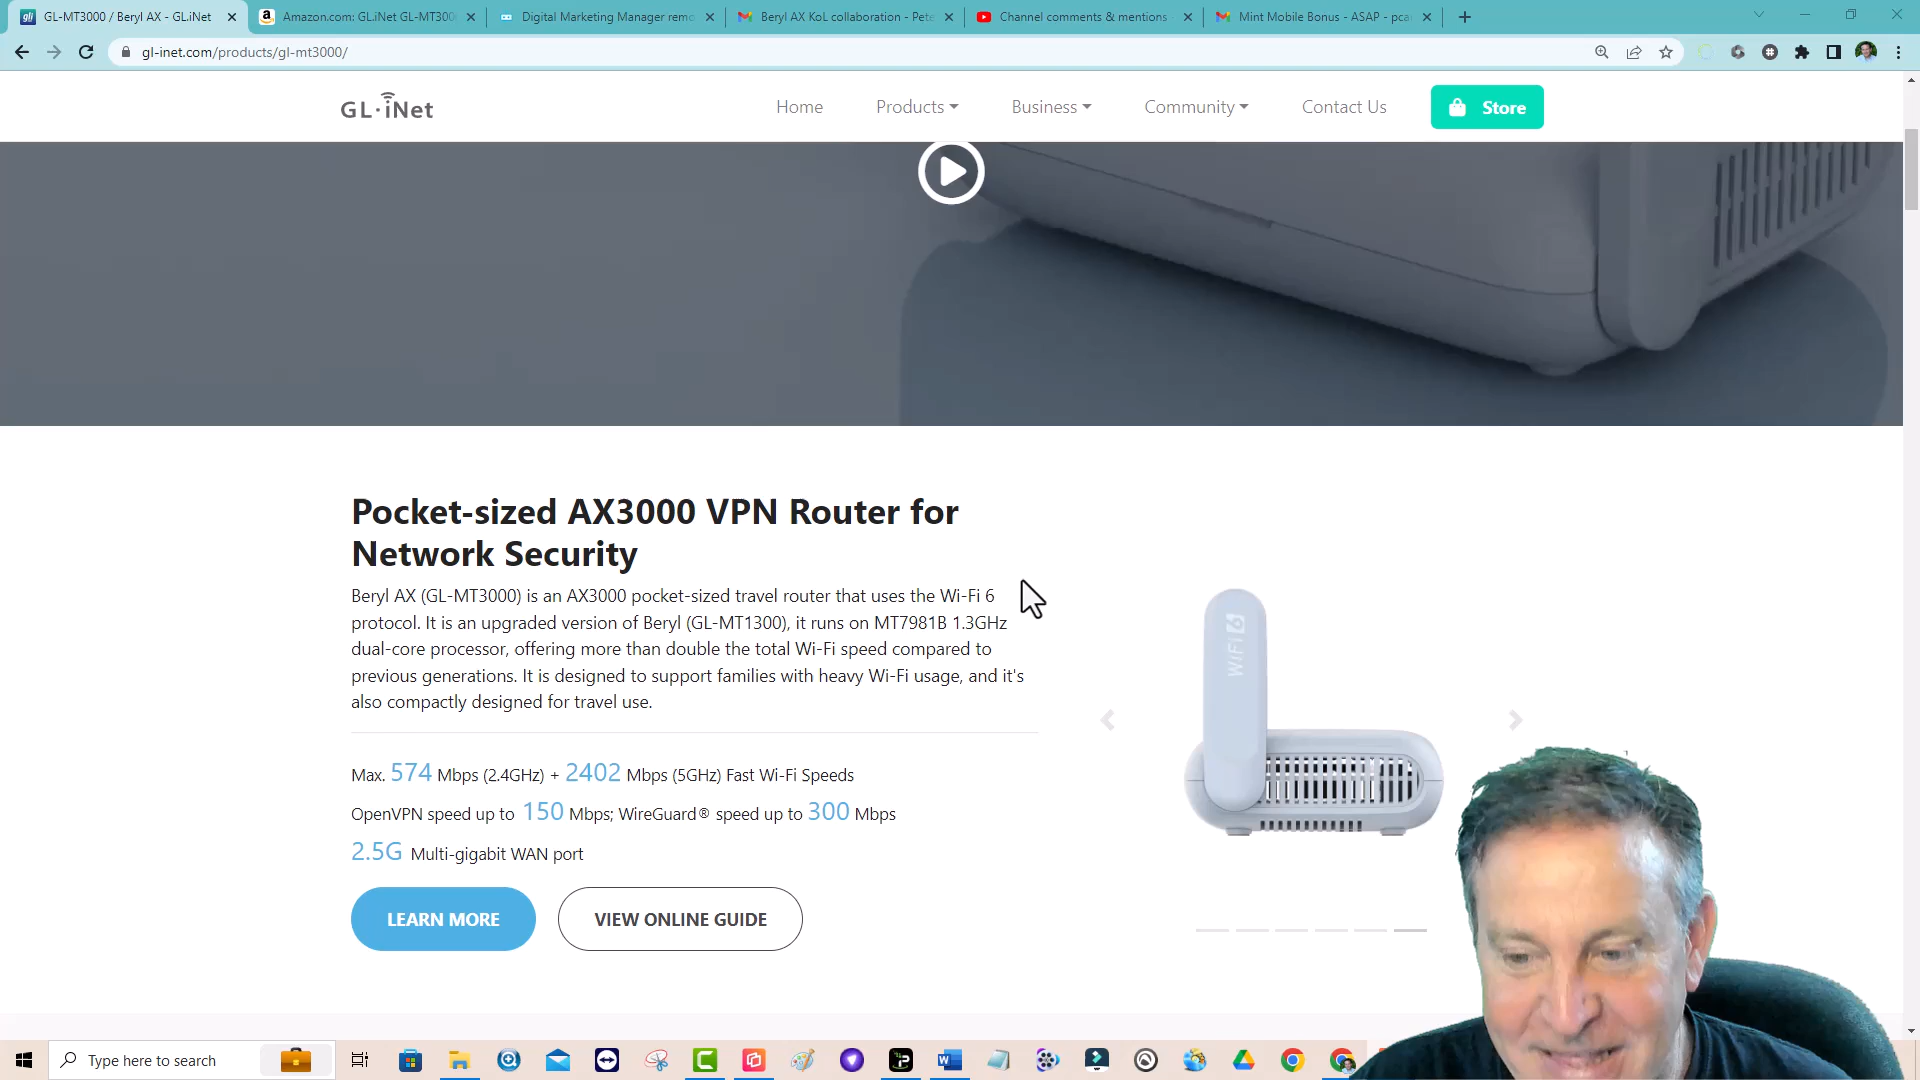 GL-MT3000 / Beryl AX - GL.iNet
Amazon.com: GL.iNet GL-MT300
Digital Marketing Manager remo
Beryl AX KoL collaboration - Pete
Channel comments & mentions
Mint Mobile Bonus - ASAP - pca
gl-inet.com/products/gl-mt3000/
GL·iNet
Home
Products
Business
Community
Contact Us
Store
Pocket-sized AX3000 VPN Router for
Network Security
Beryl AX (GL-MT3000) is an AX3000 pocket-sized travel router that uses the Wi-Fi 6
protocol. It is an upgraded version of Beryl (GL-MT1300), it runs on MT7981B 1.3GHz
dual-core processor, offering more than double the total Wi-Fi speed compared to
previous generations. It is designed to support families with heavy Wi-Fi usage, and it's
also compactly designed for travel use.
WiFi 6
Max. 574 Mbps (2.4GHz) + 2402 Mbps (5GHz) Fast Wi-Fi Speeds
OpenVPN speed up to 150 Mbps; WireGuard® speed up to 300 Mbps
2.5G Multi-gigabit WAN port
LEARN MORE
VIEW ONLINE GUIDE
Type here to search